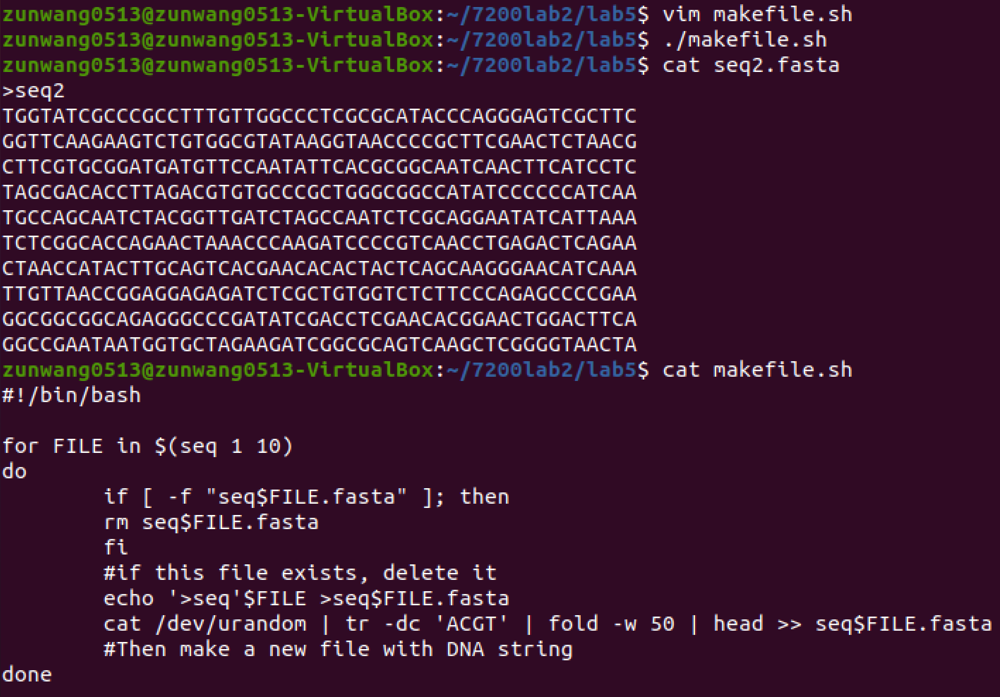 zunwang0513@zunwang0513-VirtualBox:~/7200lab2/lab5$ vim makefile.sh
zunwang0513@zunwang0513-VirtualBox:~/7200lab2/lab5$ ./makefile.sh
zunwang0513@zunwang0513-VirtualBox:~/7200lab2/lab5$ cat seq2.fasta
>seq2
TGGTATCGCCCGCCTTTGTTGGCCCTCGCGCATACCCAGGGAGTCGCTTC
GGTTCAAGAAGTCTGTGGCGTATAAGGTAACCCCGCTTCGAACTCTAACG
CTTCGTGCGGATGATGTTCCAATATTCACGCGGCAATCAACTTCATCCTC
TAGCGACACCTTAGACGTGTGCCCGCTGGGCGGCCATATCCCCCCATCAA
TGCCAGCAATCTACGGTTGATCTAGCCAATCTCGCAGGAATATCATTAAA
TCTCGGCACCAGAACTAAACCCAAGATCCCCGTCAACCTGAGACTCAGAA
CTAACCATACTTGCAGTCACGAACACACTACTCAGCAAGGGAACATCAAA
TTGTTAACCGGAGGAGAGATCTCGCTGTGGTCTCTTCCCAGAGCCCCGAA
GGCGGCGGCAGAGGGCCCGATATCGACCTCGAACACGGAACTGGACTTCA
GGCCGAATAATGGTGCTAGAAGATCGGCGCAGTCAAGCTCGGGGTAACTA
zunwang0513@zunwang0513-VirtualBox:~/7200lab2/lab5$ cat makefile.sh
#!/bin/bash
for FILE in $(seq 1 10)
do
        if [ -f "seq$FILE.fasta" ]; then
        rm seq$FILE.fasta
        fi
        #if this file exists, delete it
        echo '>seq'$FILE >seq$FILE.fasta
        cat /dev/urandom | tr -dc 'ACGT' | fold -w 50 | head >> seq$FILE.fasta
        #Then make a new file with DNA string
done